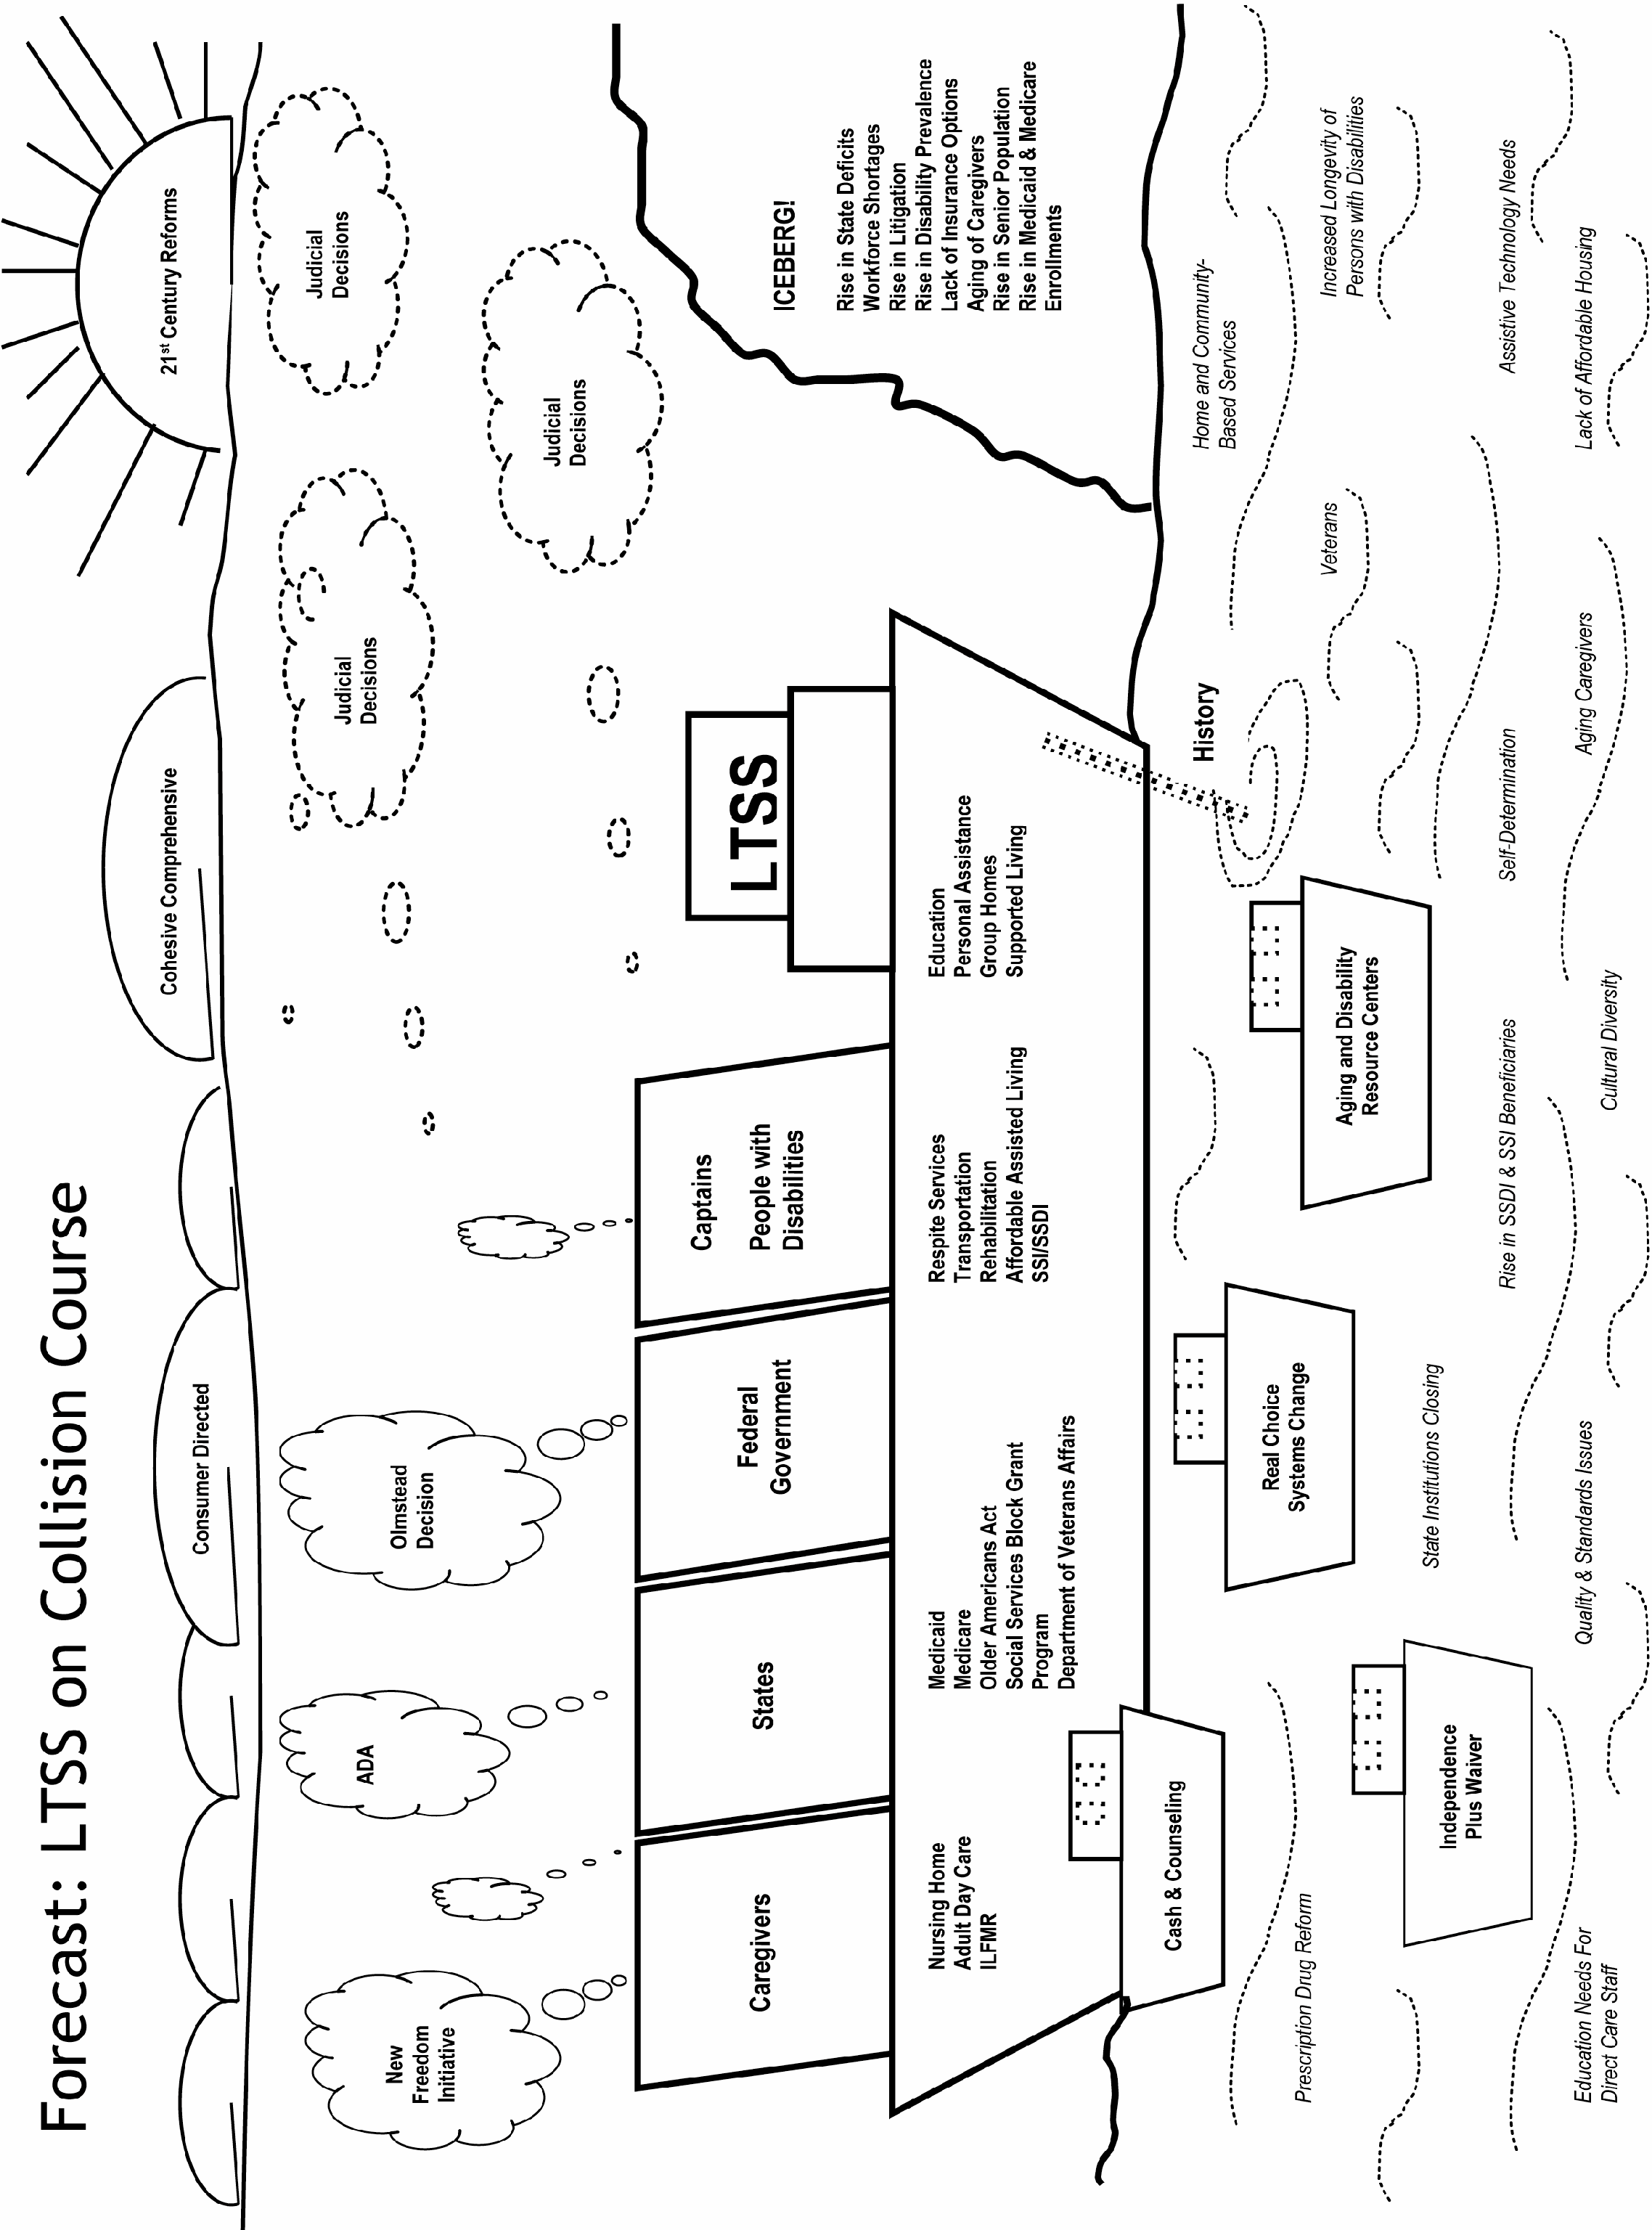 Forecast: LTSS on Collision Course
Consumer Directed
Cohesive Comprehensive
21st Century Reforms
New
Freedom
Initiative
ADA
Olmstead
Decision
Judicial
Decisions
Judicial
Decisions
Judicial
Decisions
Caregivers
States
Federal
Government
Captains
People with
Disabilities
LTSS
ICEBERG!
Rise in State Deficits
Workforce Shortages
Rise in Litigation
Rise in Disability Prevalence
Lack of Insurance Options
Aging of Caregivers
Rise in Senior Population
Rise in Medicaid & Medicare
Enrollments
Nursing Home
Adult Day Care
ILFMR
Medicaid
Medicare
Older Americans Act
Social Services Block Grant
Program
Department of Veterans Affairs
Respite Services
Transportation
Rehabilitation
Affordable Assisted Living
SSI/SSDI
Education
Personal Assistance
Group Homes
Supported Living
Cash & Counseling
Real Choice
Systems Change
Aging and Disability
Resource Centers
Independence
Plus Waiver
History
Home and Community-
Based Services
Prescription Drug Reform
Veterans
Increased Longevity of
Persons with Disabilities
State Institutions Closing
Rise in SSDI & SSI Beneficiaries
Self-Determination
Assistive Technology Needs
Education Needs For
Direct Care Staff
Quality & Standards Issues
Cultural Diversity
Aging Caregivers
Lack of Affordable Housing